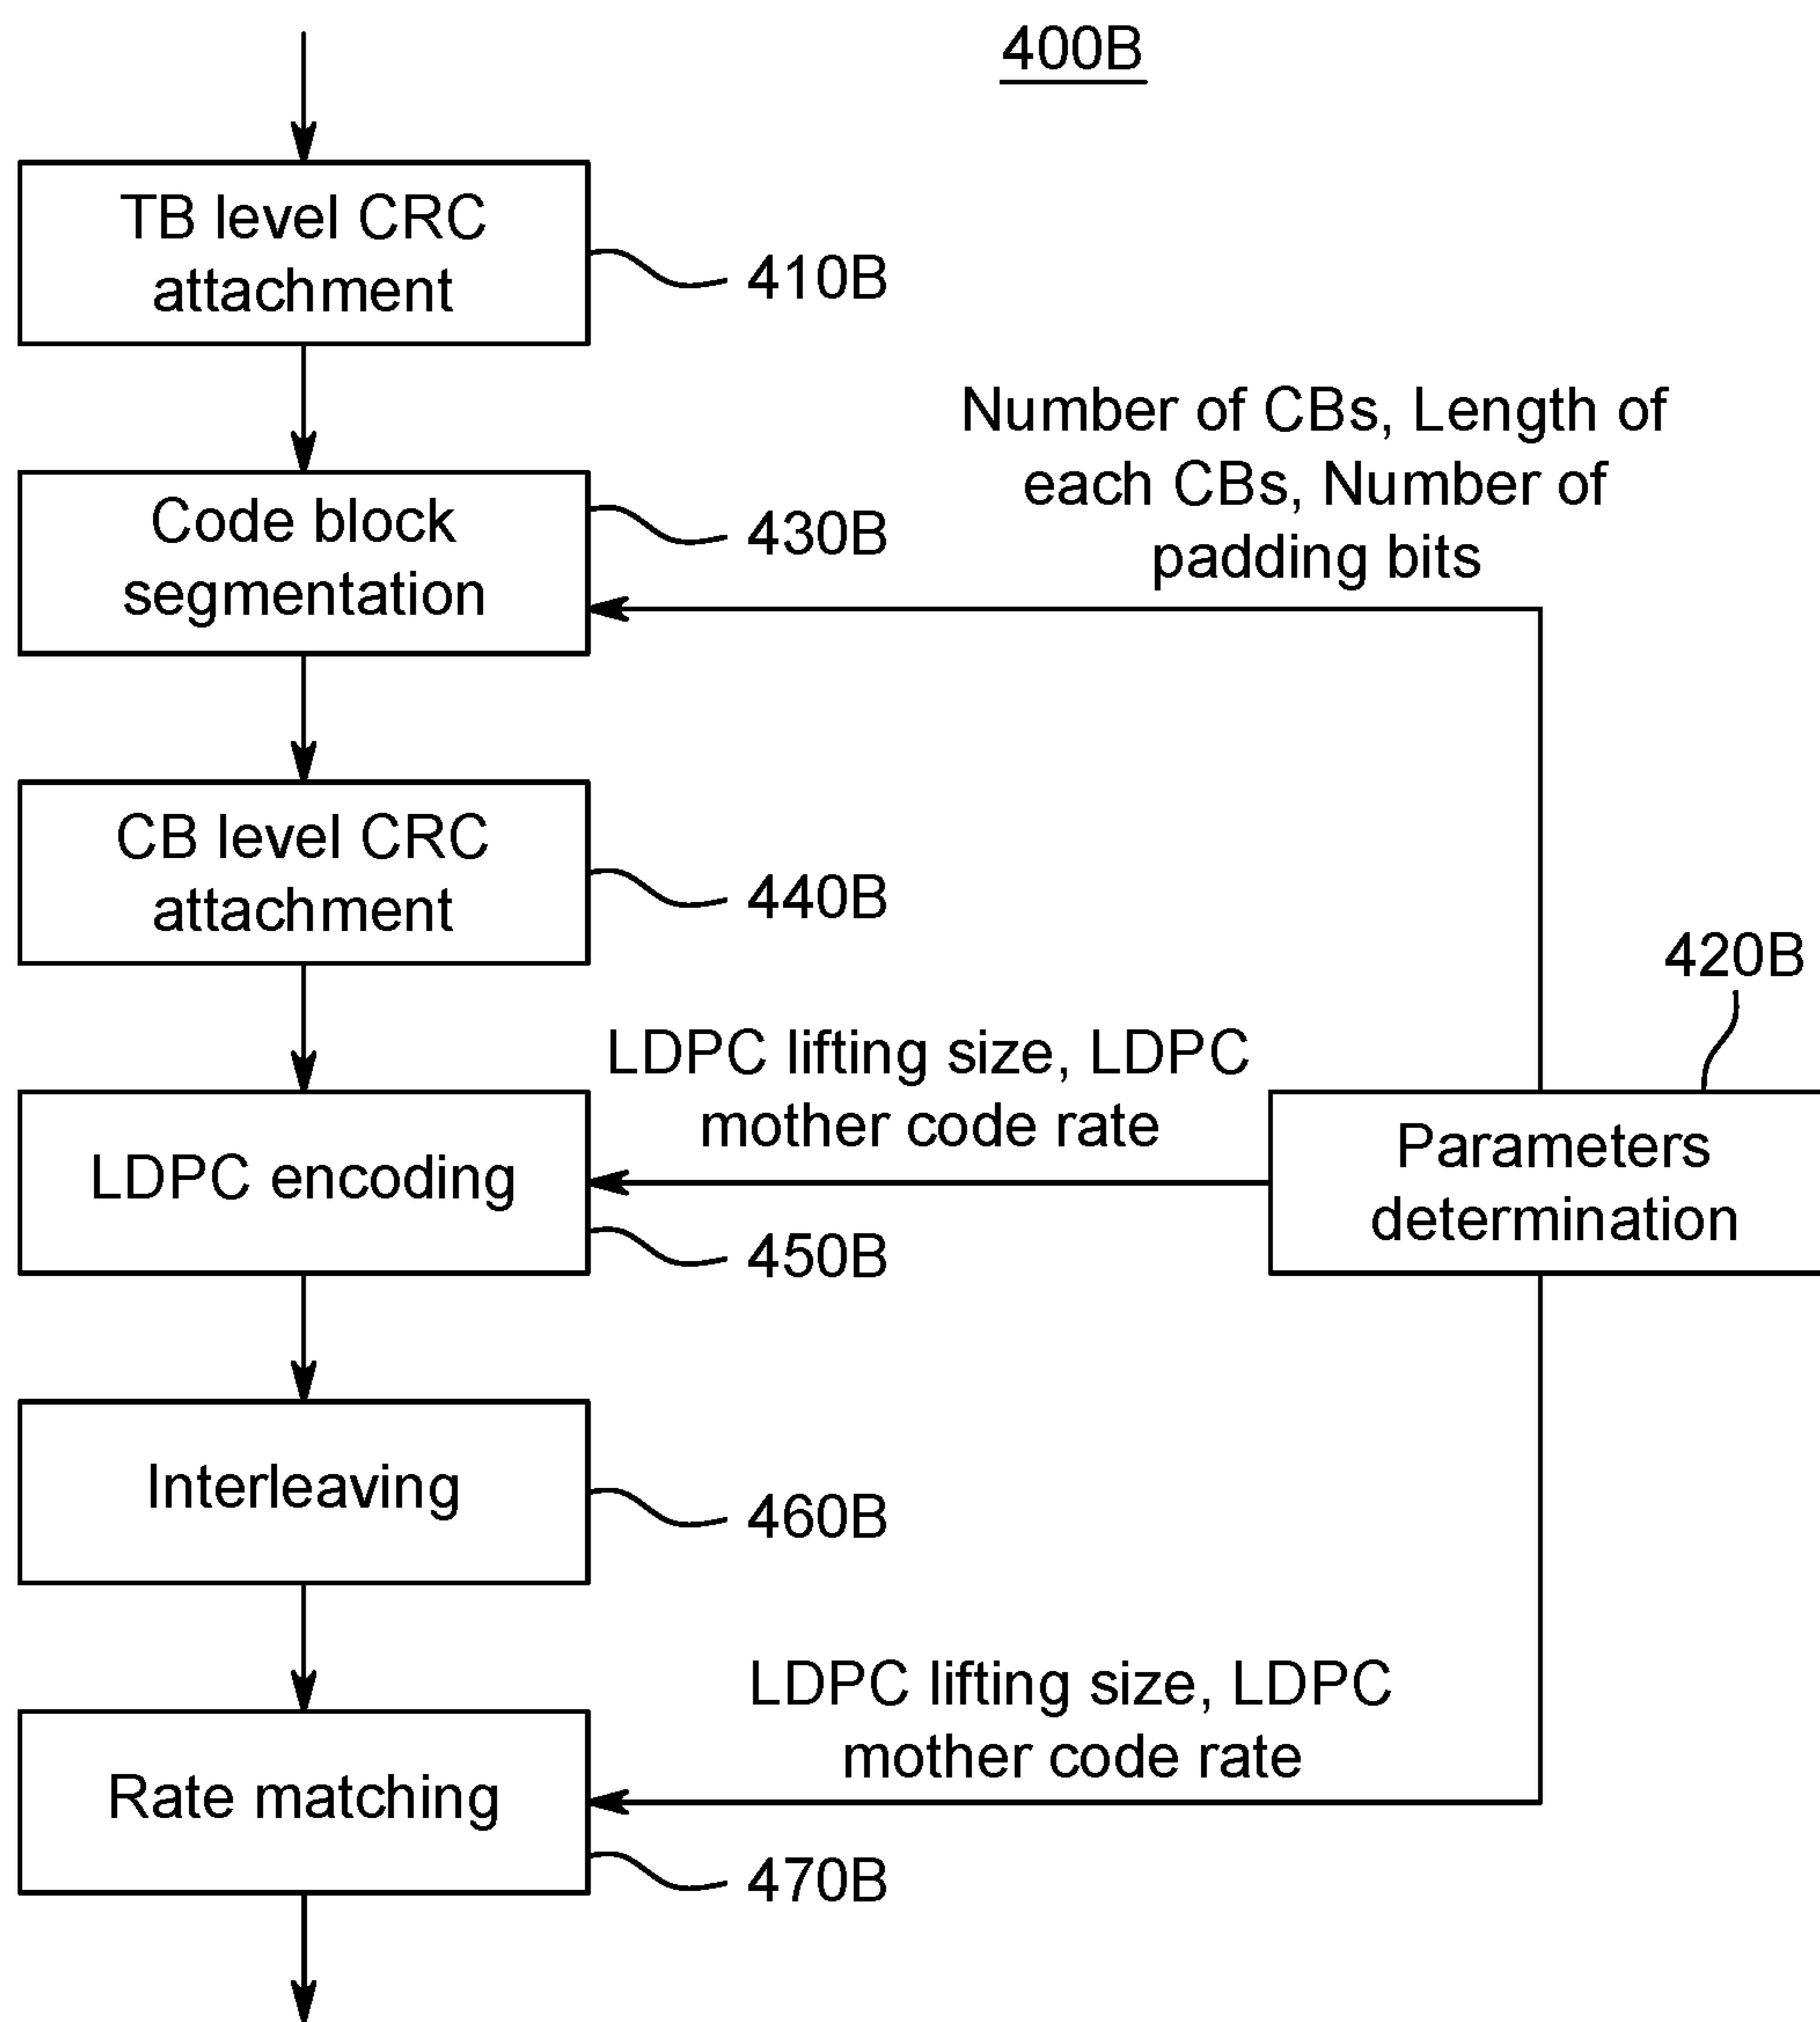 400B
TB level CRC
attachment
410B
Number of CBs, Length of
each CBs, Number of
padding bits
Code block
segmentation
430B
CB level CRC
attachment
440B
420B
LDPC lifting size, LDPC
mother code rate
LDPC encoding
450B
Parameters
determination
Interleaving
460B
LDPC lifting size, LDPC
mother code rate
Rate matching
470B